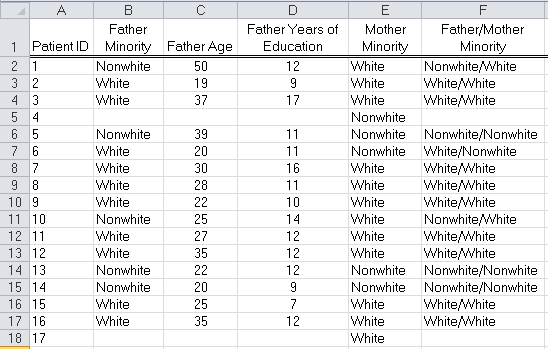 A B C D E F
Father Father Years of Mother Father/Mother
1 Patient ID Minority Father Age Education Minority Minority
2 1 Nonwhite 50 12 White Nonwhite/White
3 2 White 19 9 White White/White
4 3 White 37 17 White White/White
5 4 Nonwhite
6 5 Nonwhite 39 11 Nonwhite Nonwhite/Nonwhite
7 6 White 20 11 Nonwhite White/Nonwhite
8 7 White 30 16 White White/White
9 8 White 28 11 White White/White
10 9 White 22 10 White White/White
11 10 Nonwhite 25 14 White Nonwhite/White
12 11 White 27 12 White White/White
13 12 White 35 12 White White/White
14 13 Nonwhite 22 12 Nonwhite Nonwhite/Nonwhite
15 14 Nonwhite 20 9 Nonwhite Nonwhite/Nonwhite
16 15 White 25 7 White White/White
17 16 White 35 12 White White/White
18 17 White